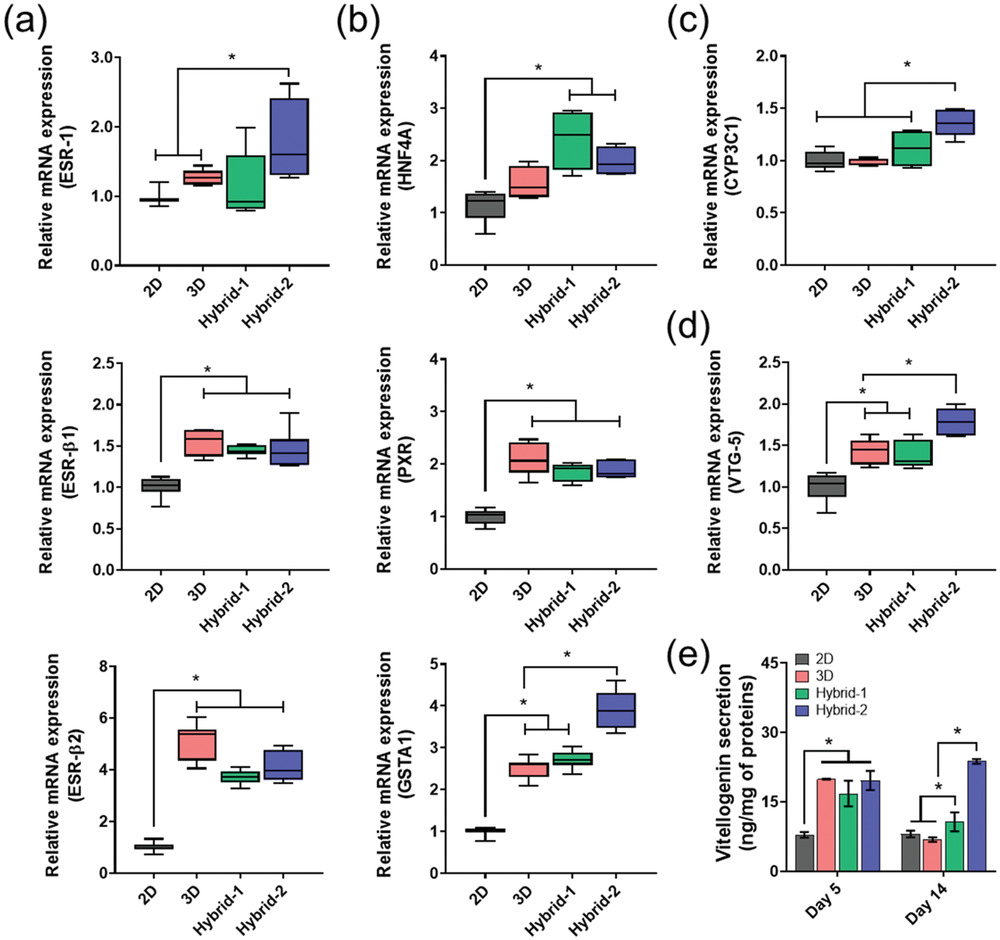 (a)
Relative mRNA expression
(ESR-1)
3.0
2.0
1.0
0.0
*
2D
3D
Hybrid-1
Hybrid-2
(b)
Relative mRNA expression
(HNF4A)
4
3
2
1
0
*
2D
3D
Hybrid-1
Hybrid-2
(c)
Relative mRNA expression
(CYP3C1)
2.0
1.5
1.0
0.5
0.0
*
2D
3D
Hybrid-1
Hybrid-2
Relative mRNA expression
(ESR-β1)
2.5
2.0
1.5
1.0
0.5
0.0
*
2D
3D
Hybrid-1
Hybrid-2
Relative mRNA expression
(PXR)
4
3
2
1
0
*
2D
3D
Hybrid-1
Hybrid-2
(d)
Relative mRNA expression
(VTG-5)
2.5
2.0
1.5
1.0
0.5
0.0
*
*
2D
3D
Hybrid-1
Hybrid-2
Relative mRNA expression
(ESR-β2)
8
6
4
2
0
*
2D
3D
Hybrid-1
Hybrid-2
Relative mRNA expression
(GSTA1)
5
4
3
2
1
0
*
*
2D
3D
Hybrid-1
Hybrid-2
(e)
Vitellogenin secretion
(ng/mg of proteins)
45
30
15
0
2D
3D
Hybrid-1
Hybrid-2
*
*
*
Day 5
Day 14